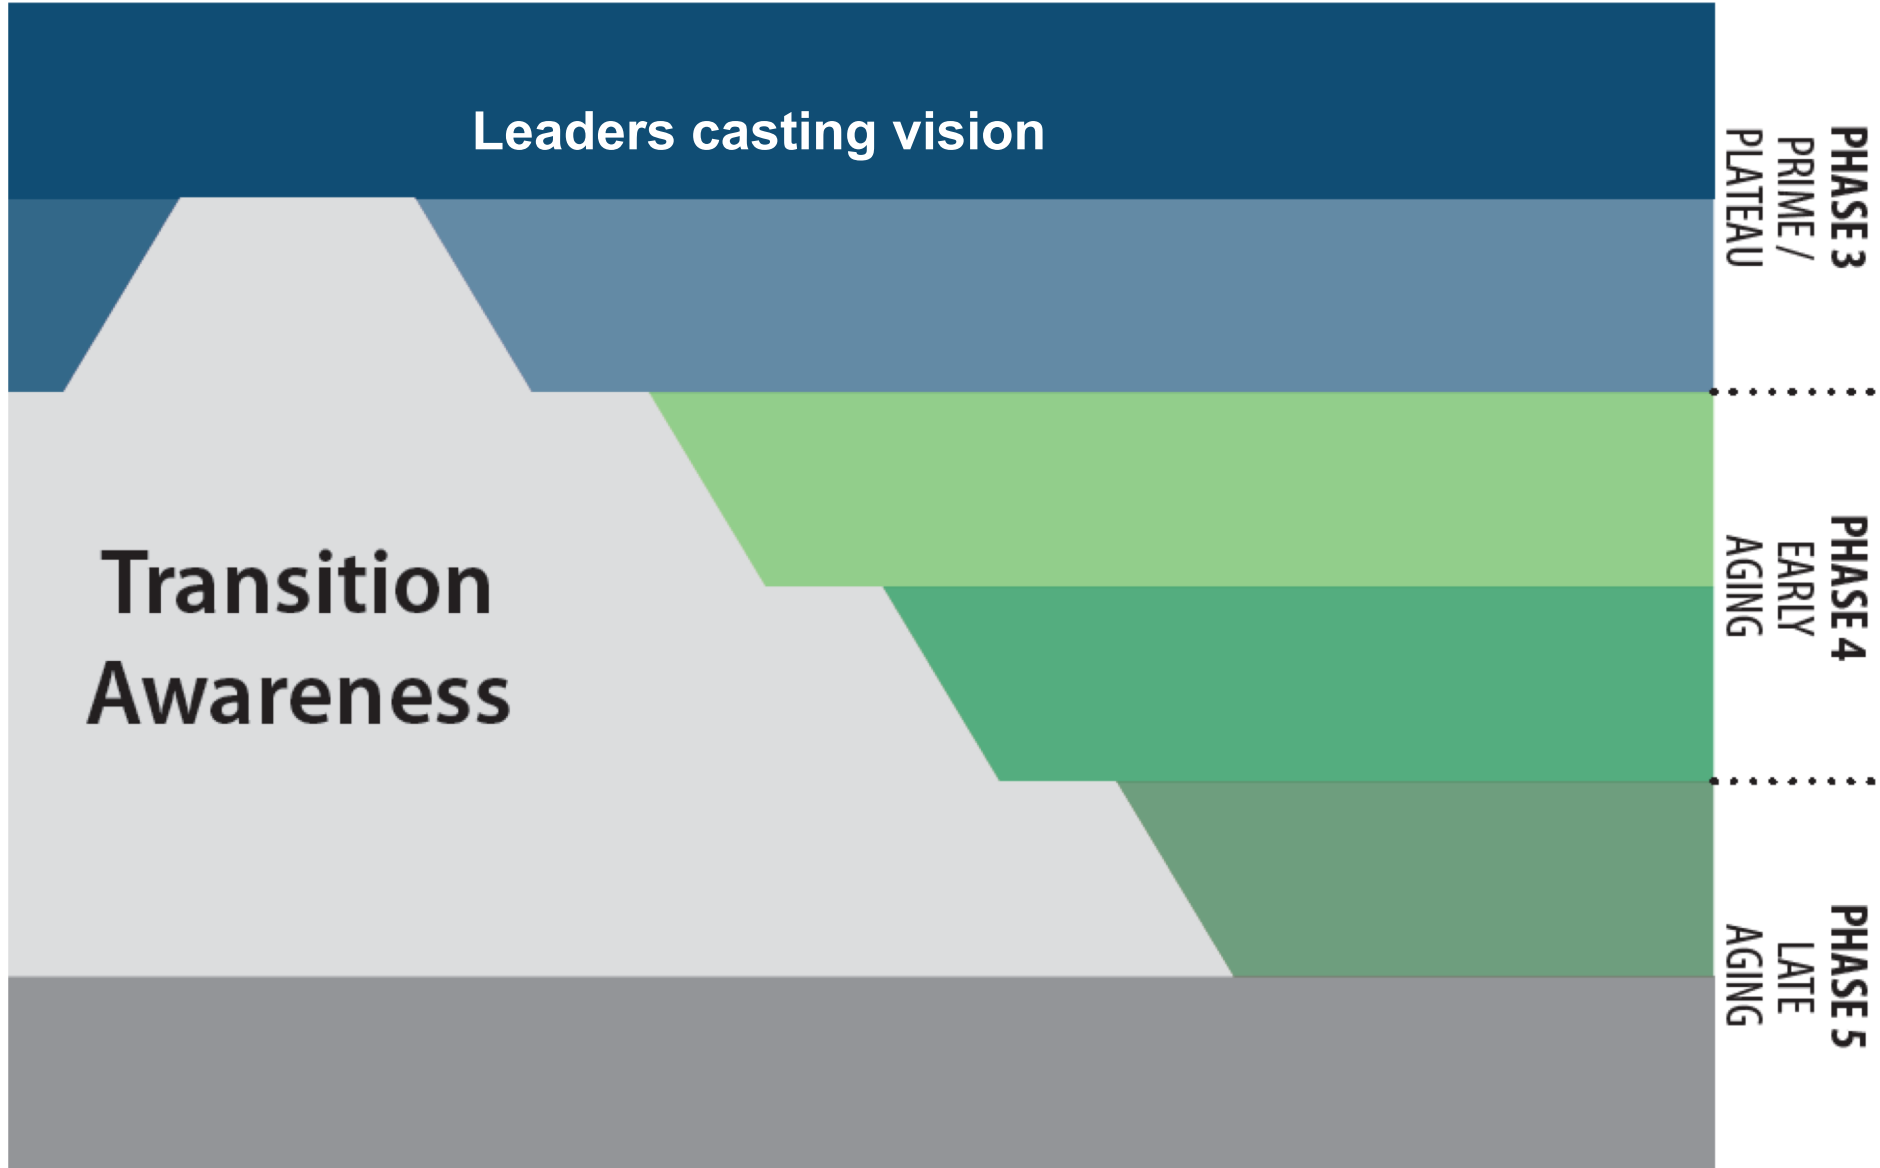 Leaders casting vision
Transition
Awareness
PHASE 3
PRIME /
PLATEAU
PHASE 4
EARLY
AGING
PHASE 5
LATE
AGING